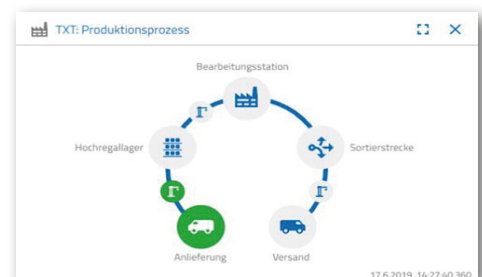 TXT: Produktionsprozess
Bearbeitungsstation
Hochregallager
Sortierstrecke
Anlieferung
Versand
17.6.2019, 14:27:40.360